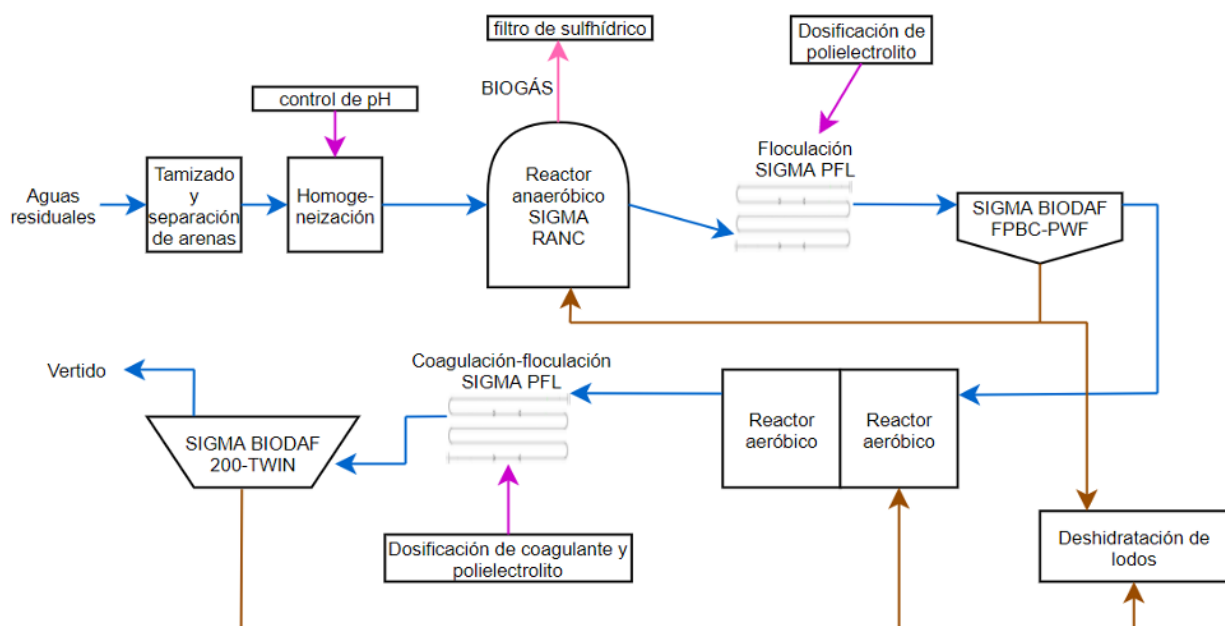 filtro de sulfhídrico
Dosificación de
polielectrolito
BIOGÁS
control de pH
Floculación
SIGMA PFL
Aguas
residuales
Tamizado
y
separación
de arenas
Homoge-
neización
Reactor
anaeróbico
SIGMA
RANC
SIGMA BIODAF
FPBC-PWF
Vertido
Coagulación-floculación
SIGMA PFL
SIGMA BIODAF
200-TWIN
Reactor
aeróbico
Reactor
aeróbico
Dosificación de coagulante y
polielectrolito
Deshidratación de
lodos